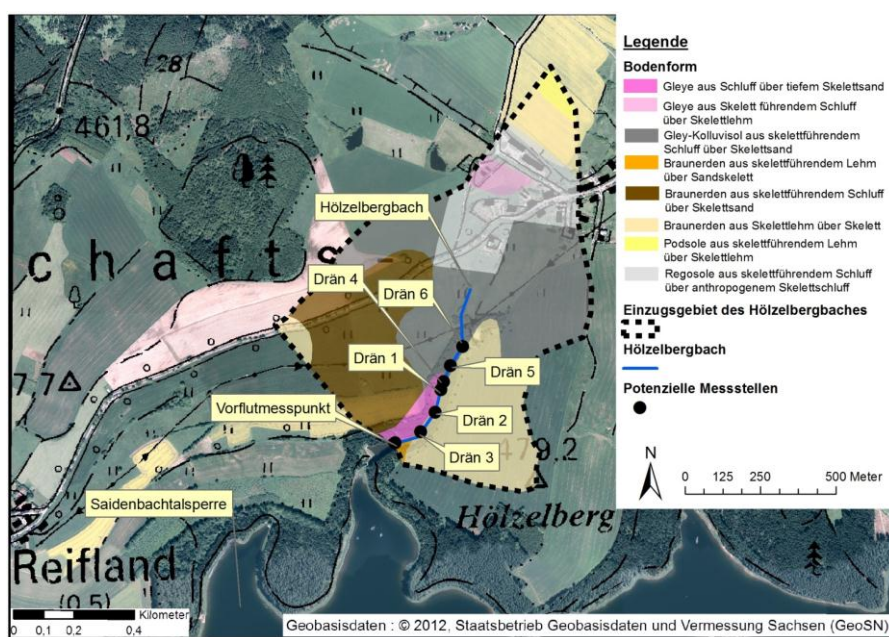 461,8
28
chafts
Hölzelbergbach
Drän 4
Drän 6
Drän 1
Drän 5
Drän 2
Vorflutmesspunkt
Drän 3
479.2
77
Saidenbachtalsperre
Hölzelberg
Reifland
(0,5)
Kilometer
0 0,1 0,2 0,4
Geobasisdaten : © 2012, Staatsbetrieb Geobasisdaten und Vermessung Sachsen (GeoSN)
Legende
Bodenform
Gleye aus Schluff über tiefem Skelettsand
Gleye aus Skelett führendem Schluff
über Skelettlehm
Gley-Kolluvisol aus skelettführendem
Schluff über Skelettsand
Braunerden aus skelettführendem Lehm
über Sandskelett
Braunerden aus skelettführendem Schluff
über Skelettsand
Braunerden aus Skelettlehm über Skelett
Podsole aus skelettführendem Lehm
über Skelettlehm
Regosole aus skelettführendem Schluff
über anthropogenem Skelettschluff
Einzugsgebiet des Hölzelbergbaches
Hölzelbergbach
Potenzielle Messstellen
N
0 125 250 500 Meter